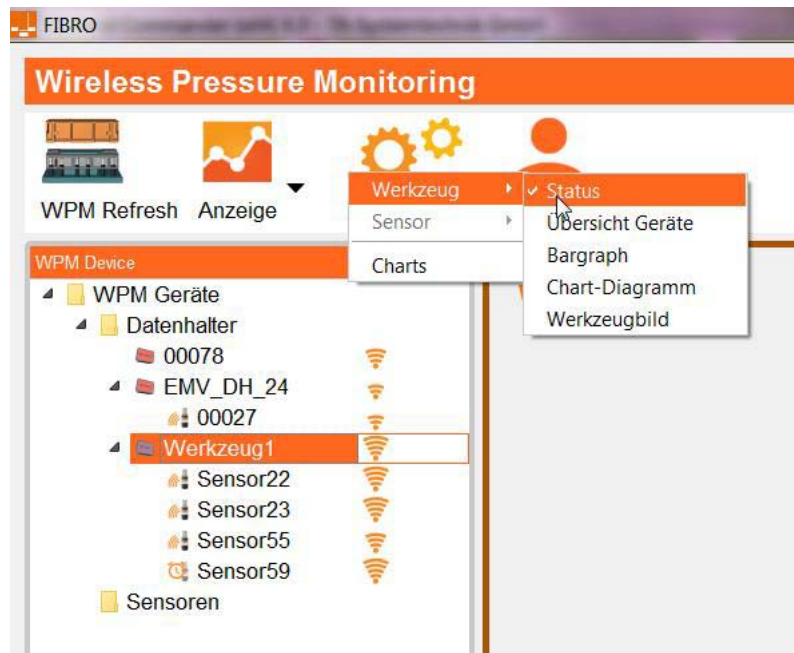 FIBRO
Wireless Pressure Monitoring
WPM Refresh
Anzeige
Werkzeug
Sensor
Charts
Status
Übersicht Geräte
Bargraph
Chart-Diagramm
Werkzeugbild
WPM Device
WPM Geräte
Datenhalter
00078
EMV_DH_24
00027
Werkzeug1
Sensor22
Sensor23
Sensor55
Sensor59
Sensoren